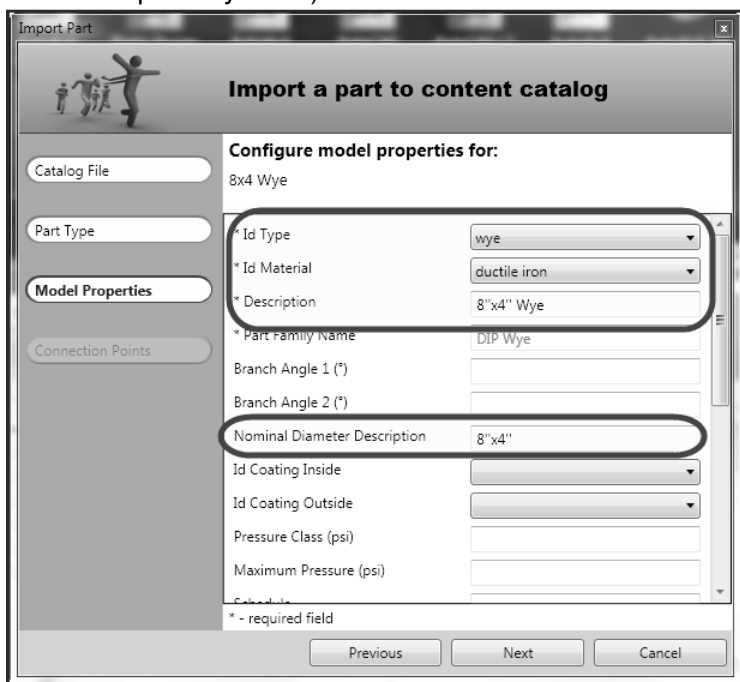 Import Part
x
Import a part to content catalog
Catalog File
Part Type
Model Properties
Connection Points
Configure model properties for:
8x4 Wye
* Id Type wye
* Id Material ductile iron
* Description 8"x4" Wye
* Part Family Name DIP Wye
Branch Angle 1 (°)
Branch Angle 2 (°)
Nominal Diameter Description 8"x4"
Id Coating Inside
Id Coating Outside
Pressure Class (psi)
Maximum Pressure (psi)
* - required field
Previous Next Cancel